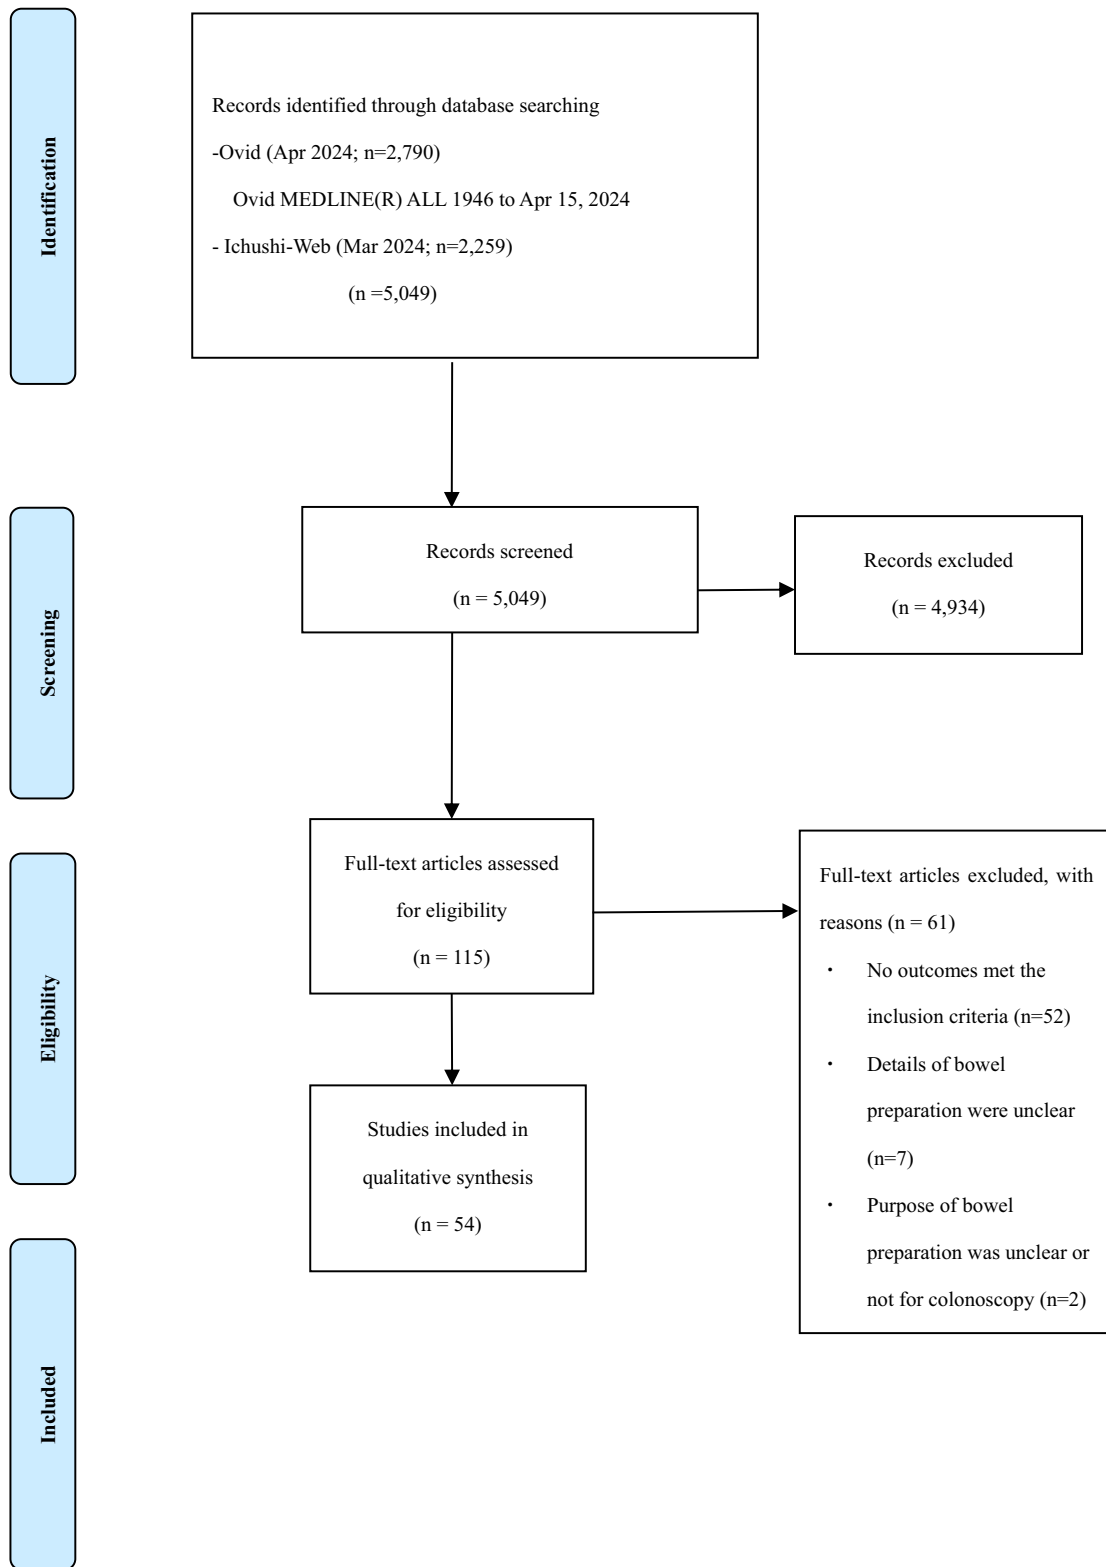 Identification
Records identified through database searching
-Ovid (Apr 2024; n=2,790)
Ovid MEDLINE(R) ALL 1946 to Apr 15, 2024
- Ichushi-Web (Mar 2024; n=2,259)
(n =5,049)
Screening
Records screened
(n = 5,049)
Records excluded
(n = 4,934)
Eligibility
Full-text articles assessed
for eligibility
(n = 115)
Full-text articles excluded, with
reasons (n = 61)
・ No outcomes met the
inclusion criteria (n=52)
・ Details of bowel
preparation were unclear
(n=7)
・ Purpose of bowel
preparation was unclear or
not for colonoscopy (n=2)
Included
Studies included in
qualitative synthesis
(n = 54)